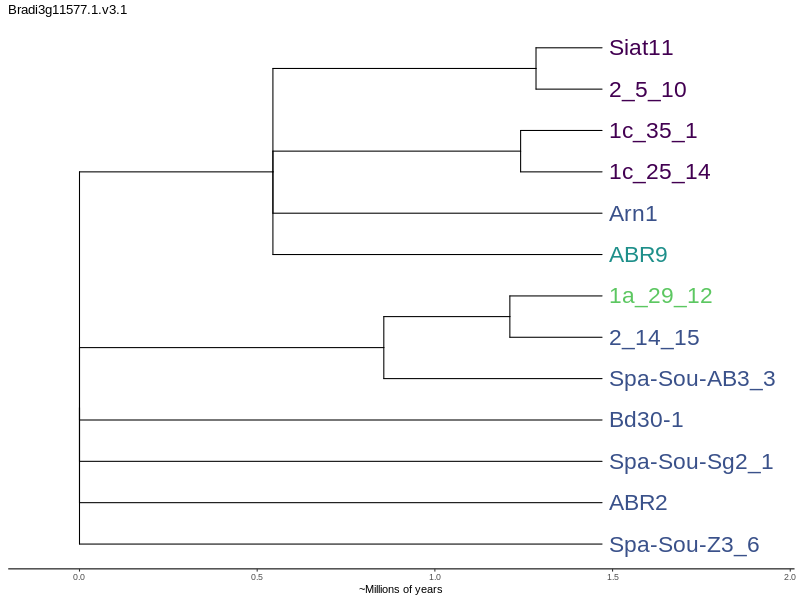 Bradi3g11577.1.v3.1
Siat11
2_5_10
1c_35_1
1c_25_14
Arn1
ABR9
1a_29_12
2_14_15
Spa-Sou-AB3_3
Bd30-1
Spa-Sou-Sg2_1
ABR2
Spa-Sou-Z3_6
0.0 0.5 1.0 1.5 2.0
~Millions of years